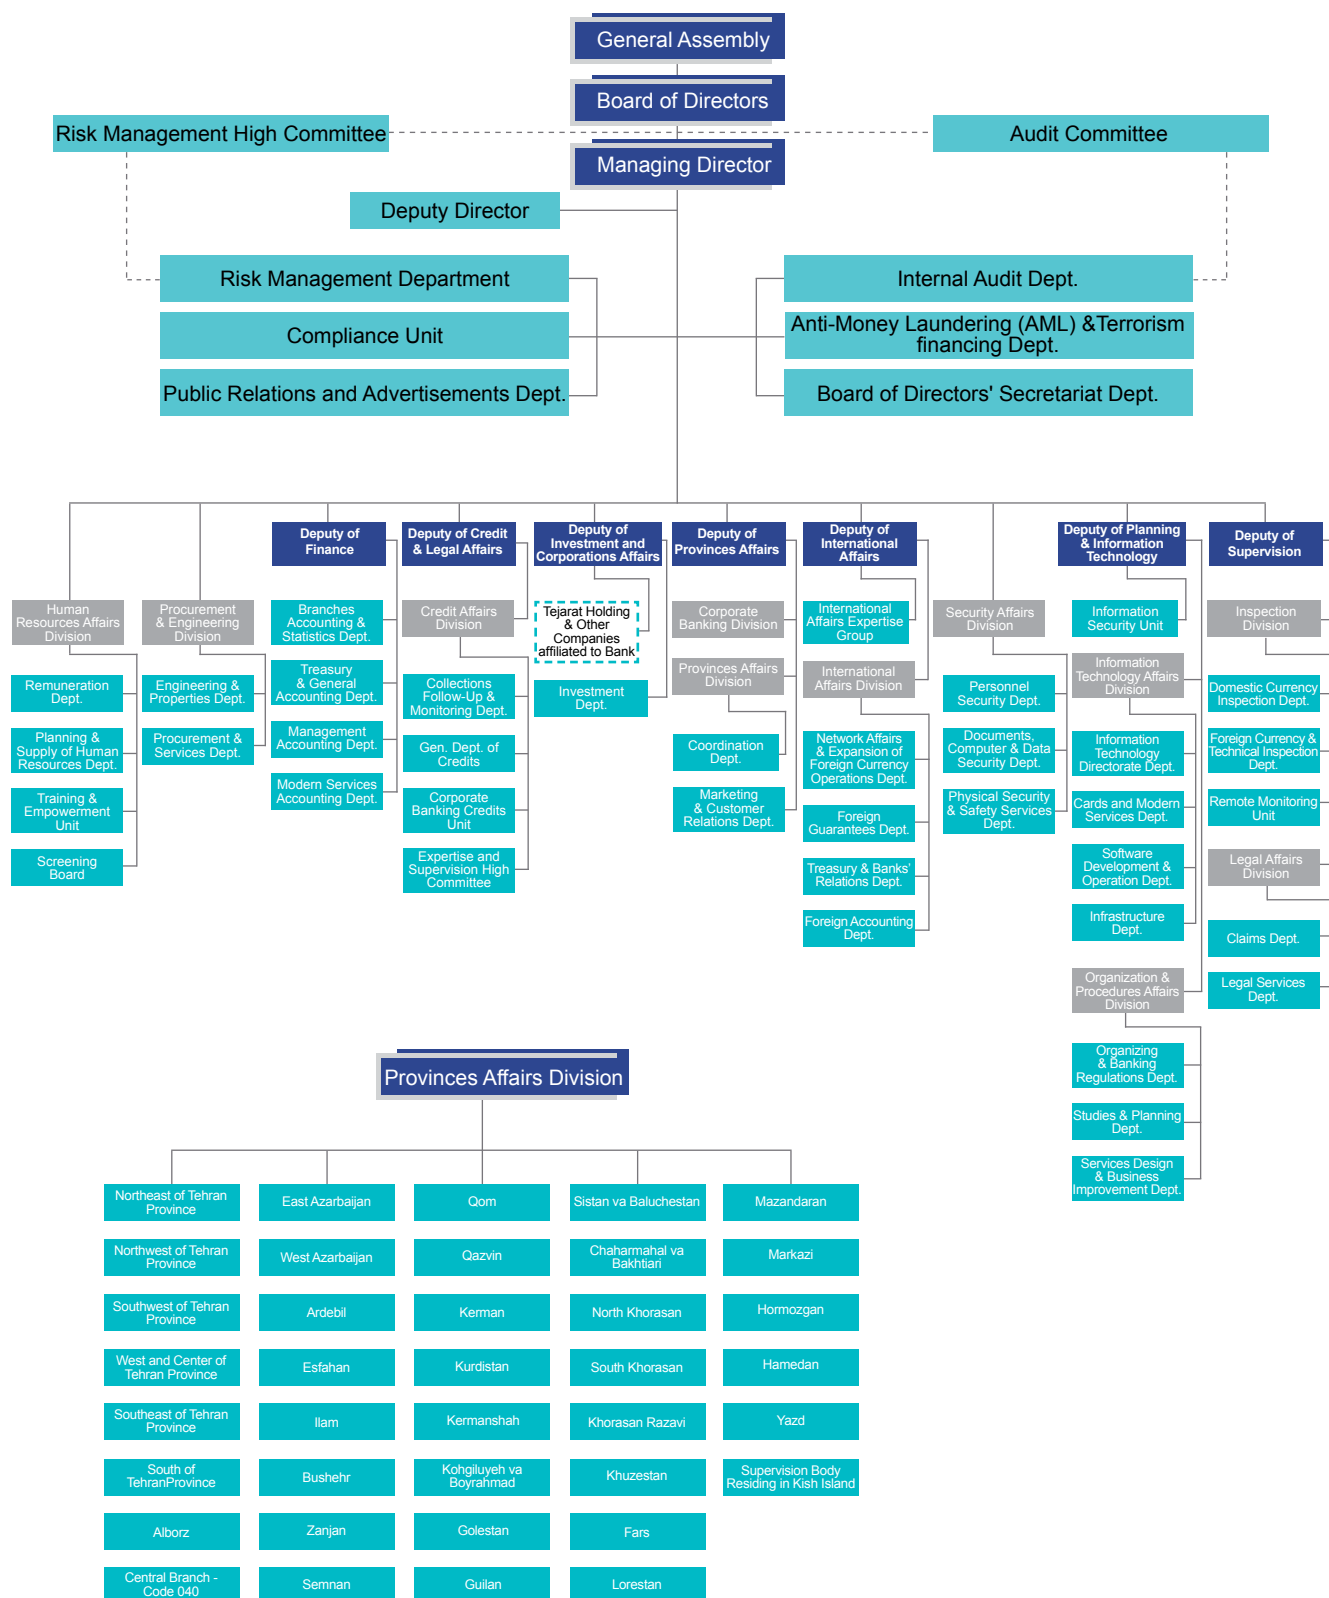 General Assembly
Board of Directors
Risk Management High Committee
Audit Committee
Managing Director
Deputy Director
Risk Management Department
Internal Audit Dept.
Compliance Unit
Anti-Money Laundering (AML) &Terrorism
financing Dept.
Public Relations and Advertisements Dept.
Board of Directors' Secretariat Dept.
Human
Resources Affairs
Division
Remuneration
Dept.
Planning &
Supply of Human
Resources Dept.
Training &
Empowerment
Unit
Screening
Board
Procurement
& Engineering
Division
Engineering &
Properties Dept.
Procurement &
Services Dept.
Deputy of
Finance
Branches
Accounting &
Statistics Dept.
Treasury
& General
Accounting Dept.
Management
Accounting Dept.
Modern Services
Accounting Dept.
Deputy of Credit
& Legal Affairs
Credit Affairs
Division
Collections
Follow-Up &
Monitoring Dept.
Gen. Dept. of
Credits
Corporate
Banking Credits
Unit
Expertise and
Supervision High
Committee
Deputy of
Investment and
Corporations Affairs
Tejarat Holding
& Other
Companies
affiliated to Bank
Investment
Dept.
Deputy of
Provinces Affairs
Corporate
Banking Division
Provinces Affairs
Division
Coordination
Dept.
Marketing
& Customer
Relations Dept.
Deputy of
International
Affairs
International
Affairs Expertise
Group
International
Affairs Division
Network Affairs
& Expansion of
Foreign Currency
Operations Dept.
Foreign
Guarantees Dept.
Treasury & Banks'
Relations Dept.
Foreign Accounting
Dept.
Security Affairs
Division
Personnel
Security Dept.
Documents,
Computer & Data
Security Dept.
Physical Security
& Safety Services
Dept.
Deputy of Planning
& Information
Technology
Information
Security Unit
Information
Technology Affairs
Division
Information
Technology
Directorate Dept.
Cards and Modern
Services Dept.
Software
Development &
Operation Dept.
Infrastructure
Dept.
Organization &
Procedures Affairs
Division
Organizing
& Banking
Regulations Dept.
Studies & Planning
Dept.
Services Design
& Business
Improvement Dept.
Deputy of
Supervision
Inspection
Division
Domestic Currency
Inspection Dept.
Foreign Currency &
Technical Inspection
Dept.
Remote Monitoring
Unit
Legal Affairs
Division
Claims Dept.
Legal Services
Dept.
Provinces Affairs Division
Northeast of Tehran
Province
Northwest of Tehran
Province
Southwest of Tehran
Province
West and Center of
Tehran Province
Southeast of Tehran
Province
South of
TehranProvince
Alborz
Central Branch -
Code 040
East Azarbaijan
West Azarbaijan
Ardebil
Esfahan
Ilam
Bushehr
Zanjan
Semnan
Qom
Qazvin
Kerman
Kurdistan
Kermanshah
Kohgiluyeh va
Boyrahmad
Golestan
Guilan
Sistan va Baluchestan
Chaharmahal va
Bakhtiari
North Khorasan
South Khorasan
Khorasan Razavi
Khuzestan
Fars
Lorestan
Mazandaran
Markazi
Hormozgan
Hamedan
Yazd
Supervision Body
Residing in Kish Island